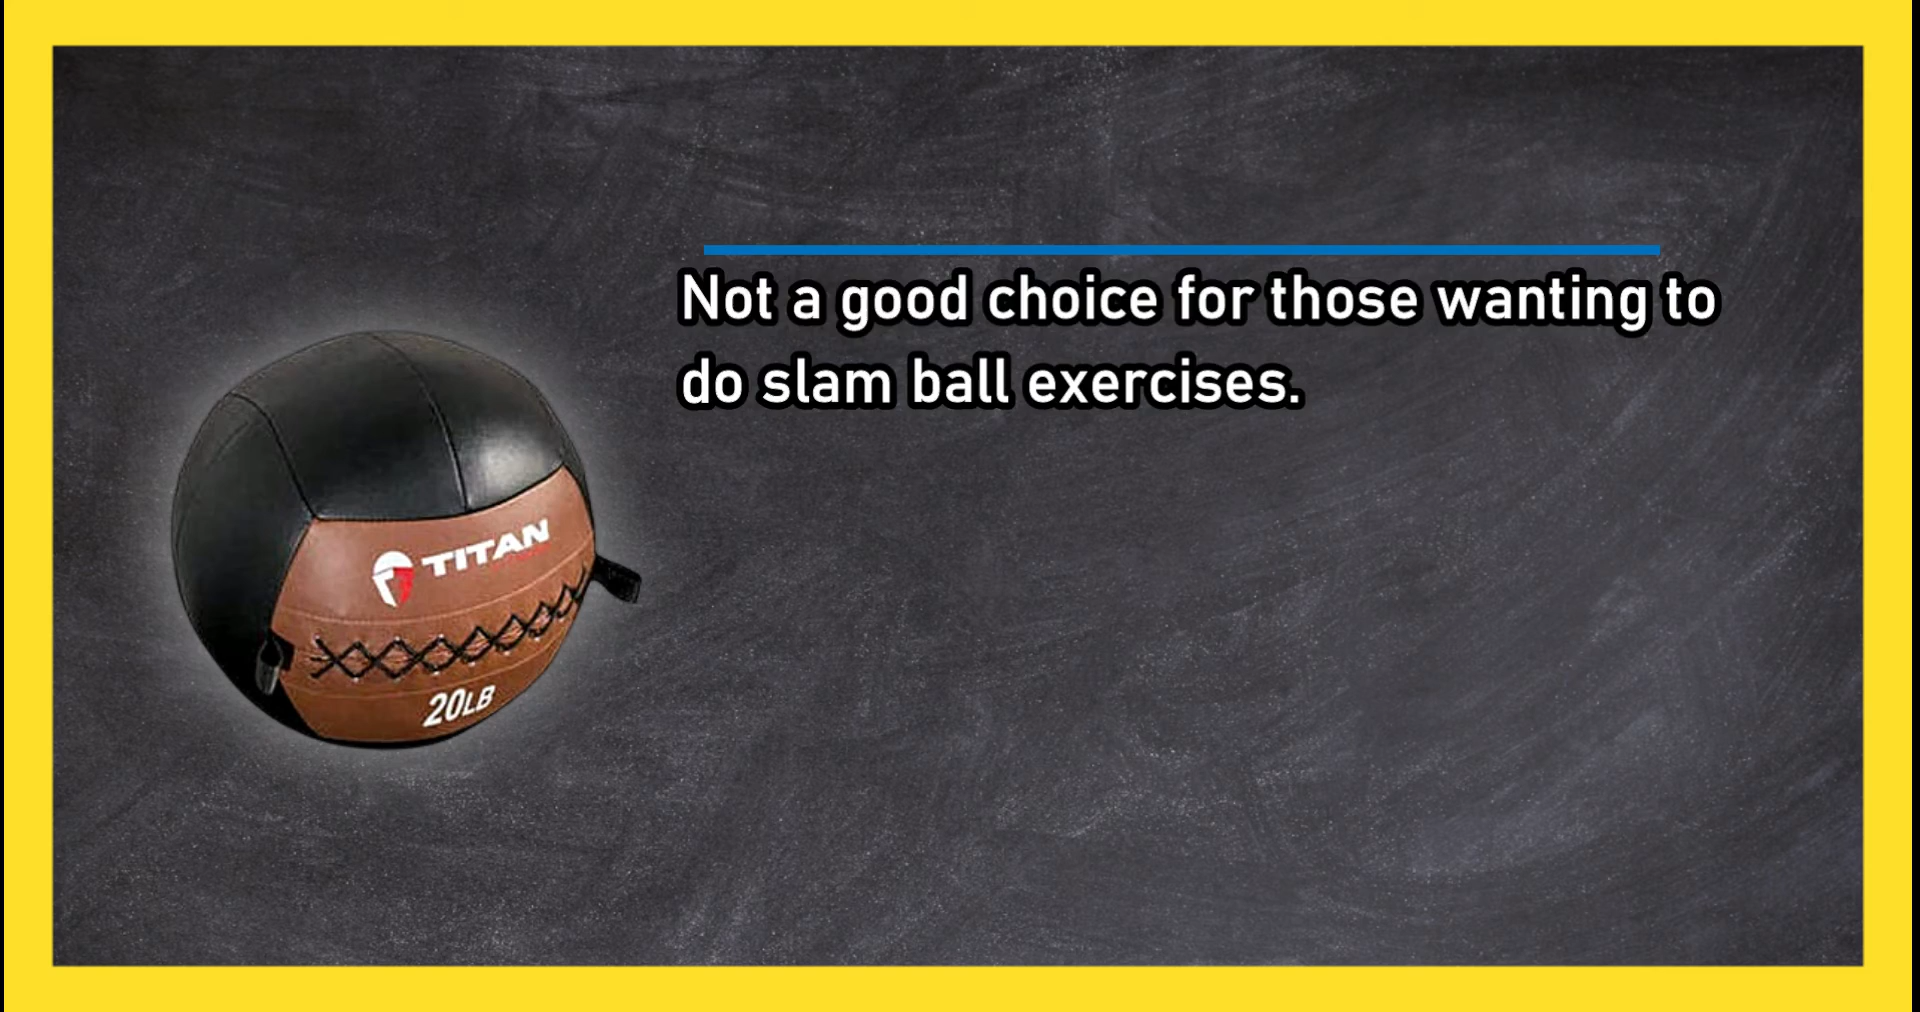 Not a good choice for those wanting to
do slam ball exercises.
TITAN
20LB